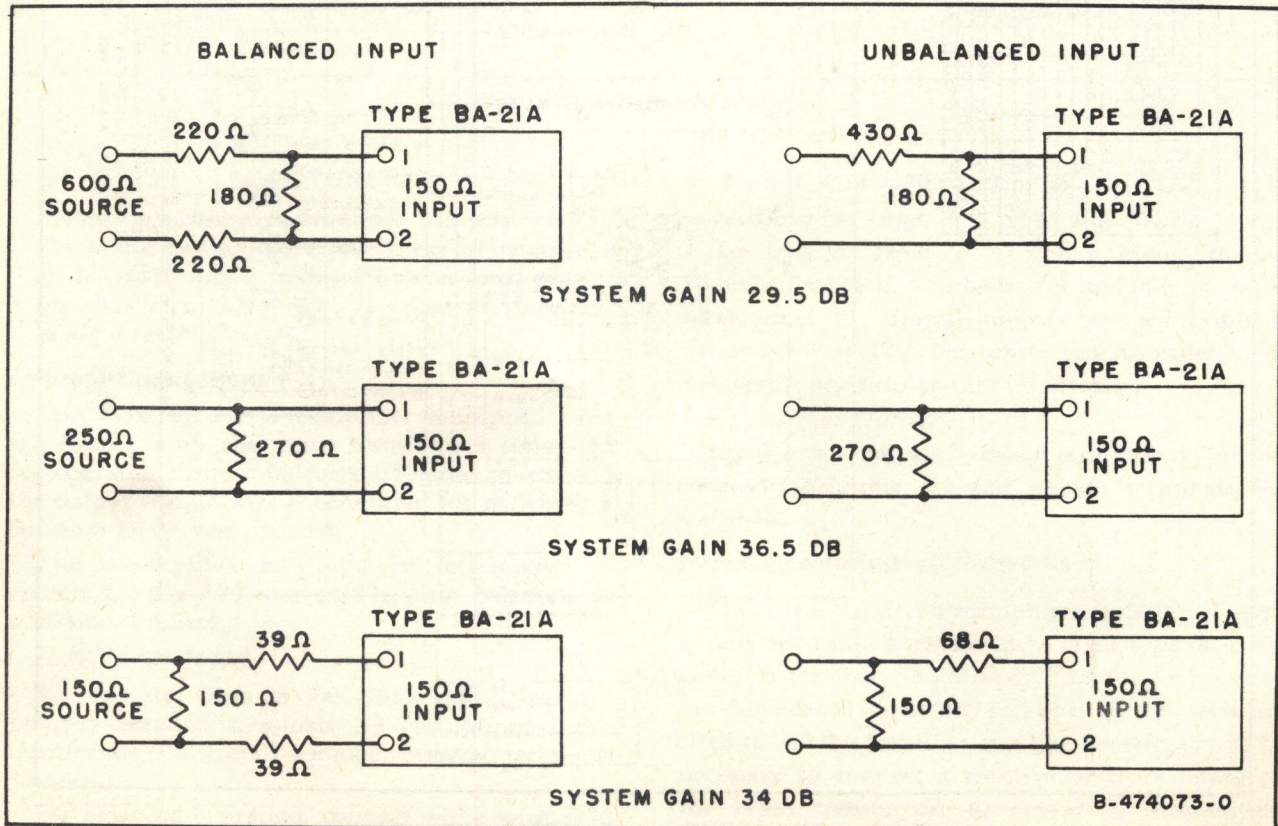 BALANCED INPUT
UNBALANCED INPUT
TYPE BA-21A
220Ω
1
600Ω
SOURCE
180Ω
150Ω
INPUT
2
220Ω
TYPE BA-21A
430Ω
1
180Ω
150Ω
INPUT
2
SYSTEM GAIN 29.5 DB
TYPE BA-21A
1
250Ω
SOURCE
270Ω
150Ω
INPUT
2
TYPE BA-21A
1
270Ω
150Ω
INPUT
2
SYSTEM GAIN 36.5 DB
TYPE BA-21A
39Ω
1
150Ω
SOURCE
150Ω
150Ω
INPUT
2
39Ω
TYPE BA-21A
68Ω
1
150Ω
150Ω
INPUT
2
SYSTEM GAIN 34 DB
B-474073-0